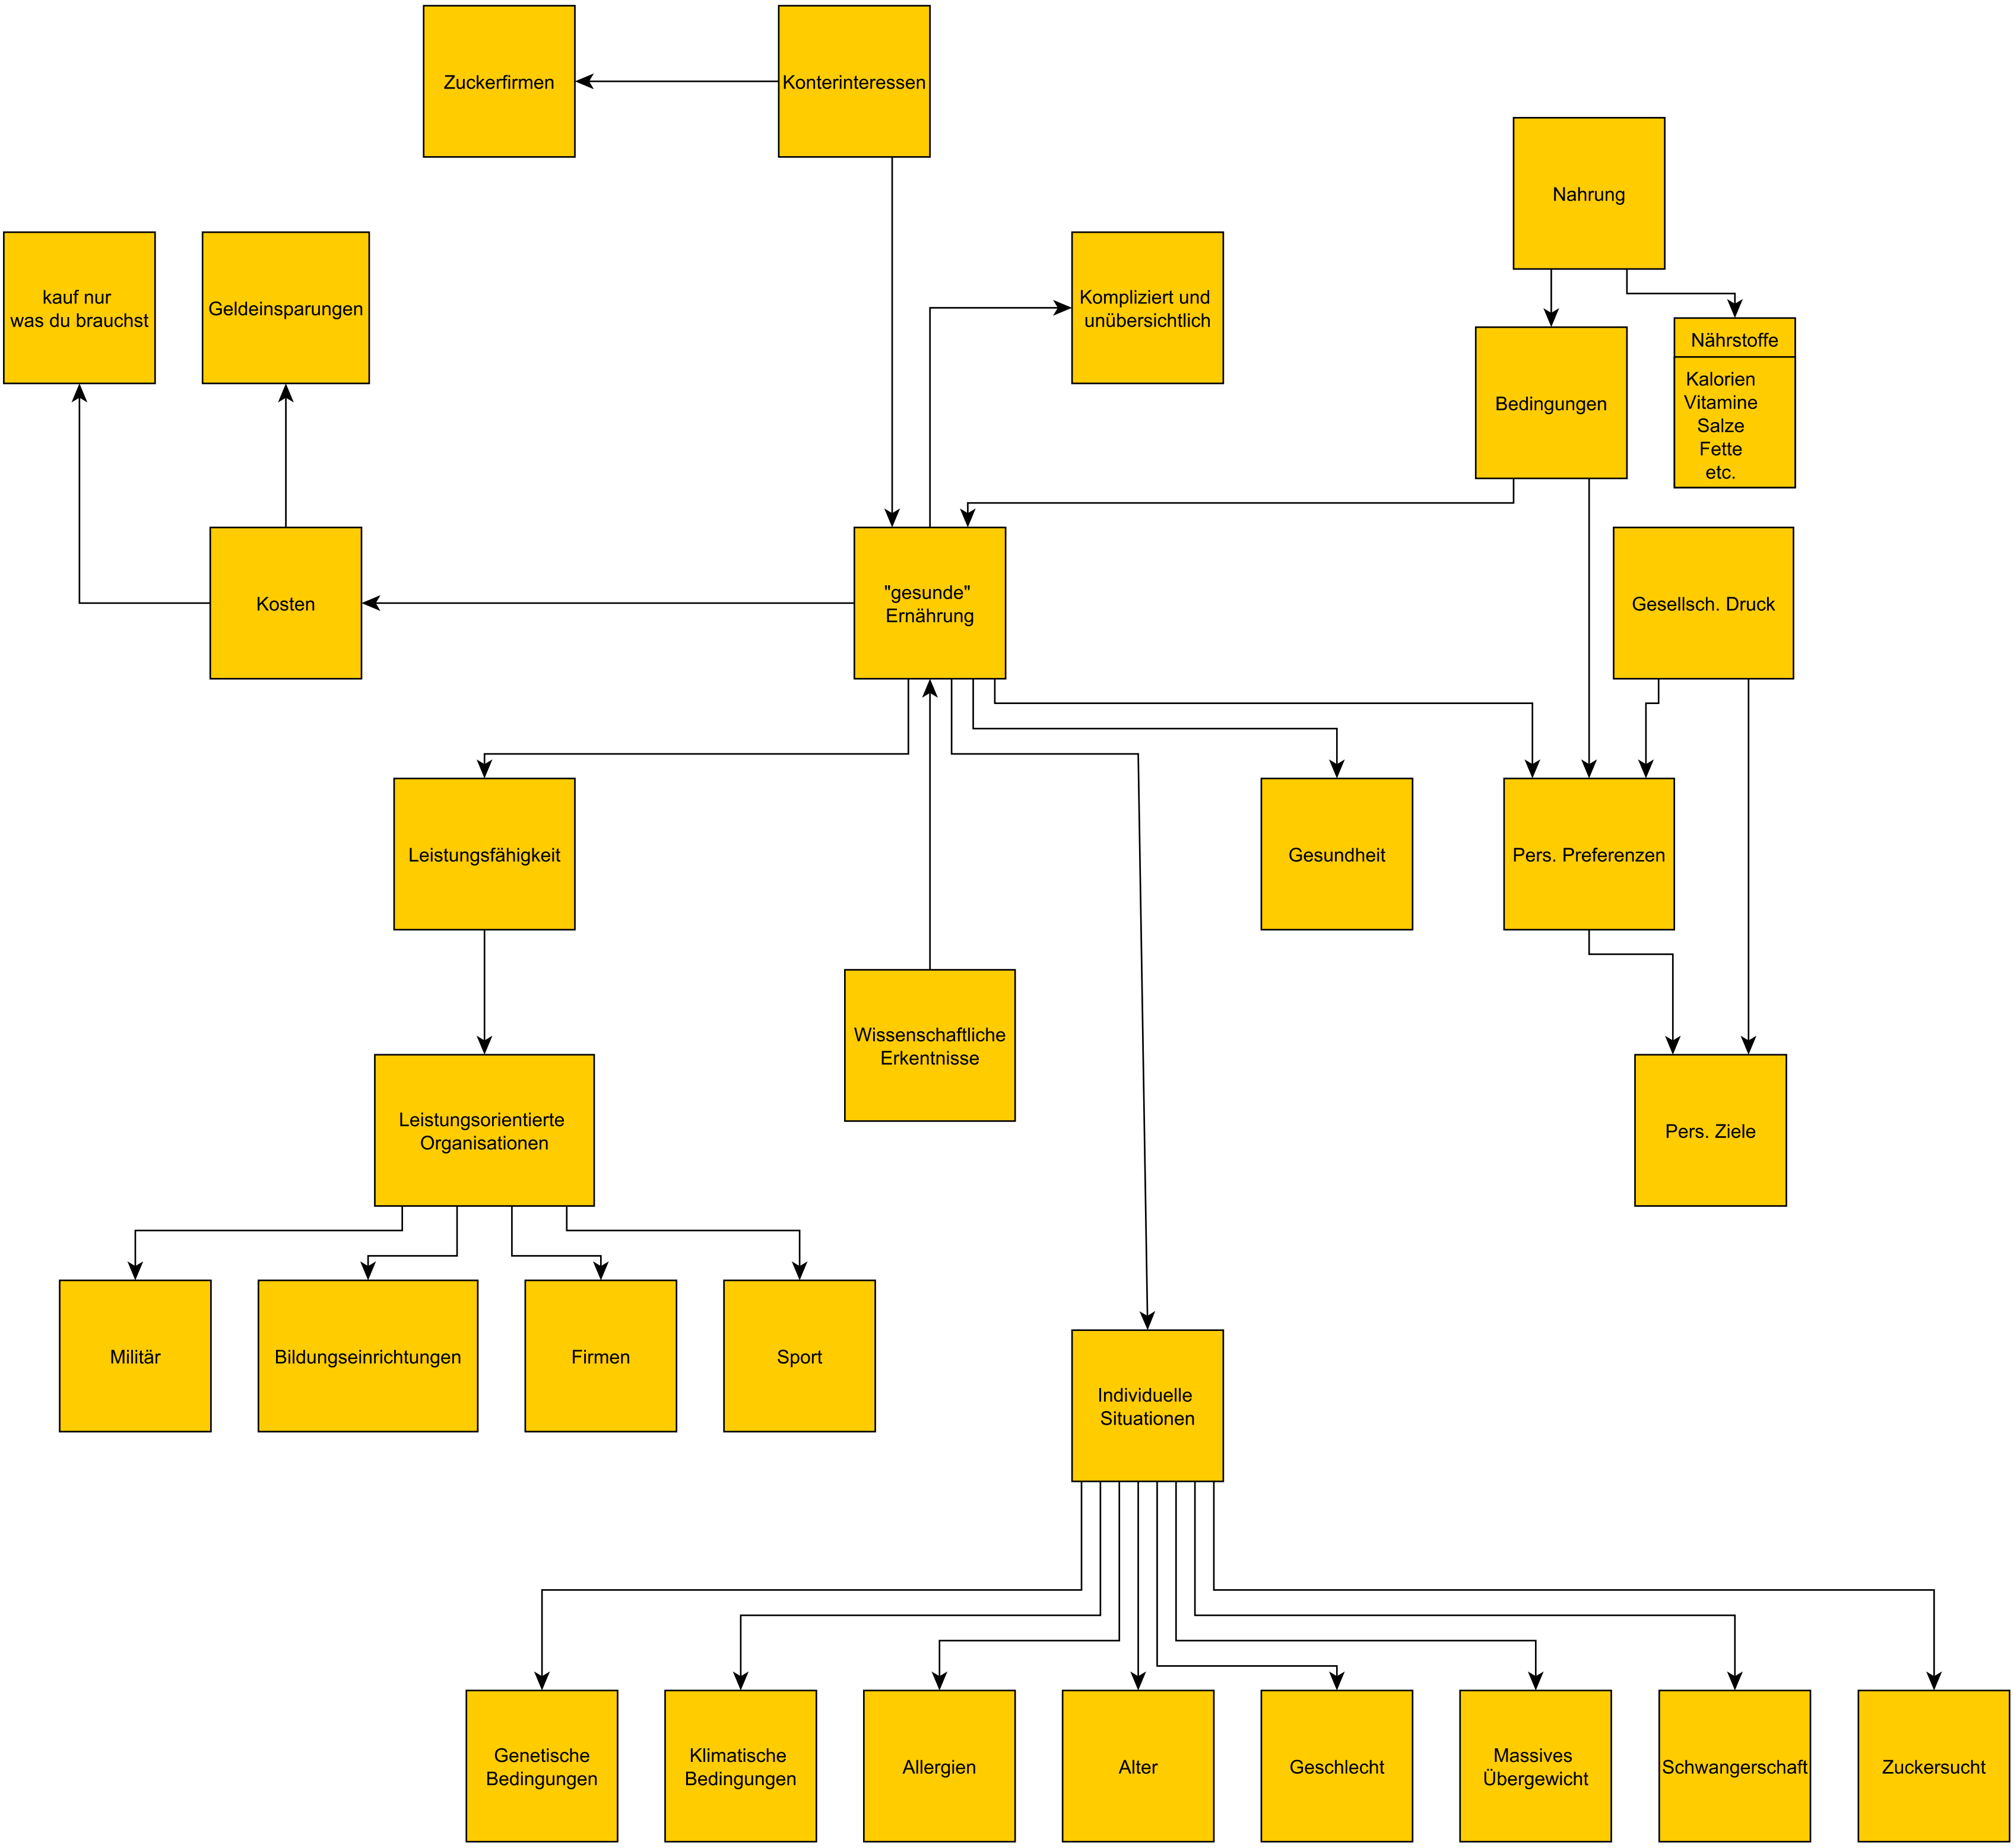 Zuckerfirmen
Konterinteressen
Nahrung
kauf nur
was du brauchst
Geldeinsparungen
Kompliziert und
unübersichtlich
Bedingungen
Nährstoffe
Kalorien
Vitamine
Salze
Fette
etc.
Kosten
"gesunde"
Ernährung
Gesellsch. Druck
Leistungsfähigkeit
Gesundheit
Pers. Preferenzen
Wissenschaftliche
Erkentnisse
Leistungsorientierte
Organisationen
Pers. Ziele
Militär
Bildungseinrichtungen
Firmen
Sport
Individuelle
Situationen
Genetische
Bedingungen
Klimatische
Bedingungen
Allergien
Alter
Geschlecht
Massives
Übergewicht
Schwangerschaft
Zuckersucht